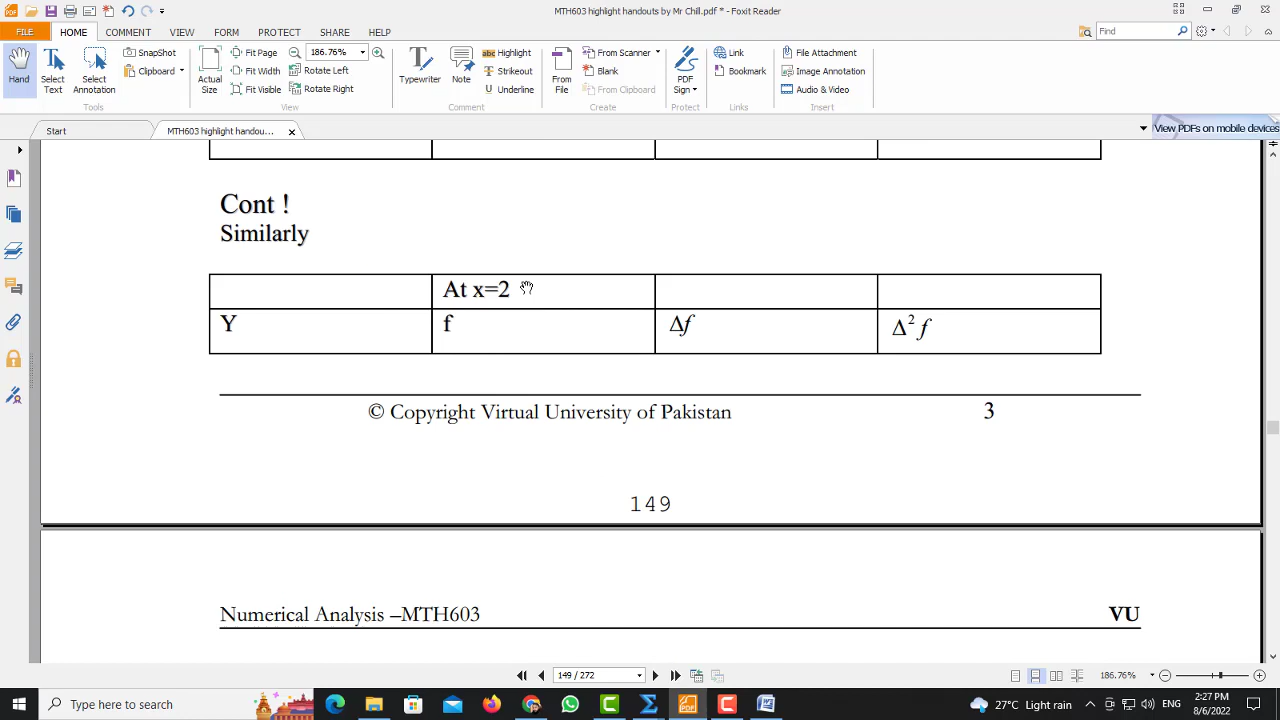 MTH603 highlight handouts by Mr Chill.pdf * - Foxit Reader
FILE HOME COMMENT VIEW FORM PROTECT SHARE HELP
Find
Hand
Select Text
Select Annotation
SnapShot
Clipboard
Tools
Actual Size
Fit Page
Fit Width
Fit Visible
186.76%
Rotate Left
Rotate Right
View
Typewriter
Note
Highlight
Strikeout
Underline
Comment
From File
From Scanner
Blank
From Clipboard
Create
PDF Sign
Protect
Link
Bookmark
Links
File Attachment
Image Annotation
Audio & Video
Insert
Start
MTH603 highlight handou...
View PDFs on mobile devices
Cont !
Similarly
At x=2
Y f Δf Δ² f
© Copyright Virtual University of Pakistan 3
149
Numerical Analysis –MTH603 VU
149 / 272
186.76%
Type here to search
27°C Light rain
ENG
2:27 PM
8/6/2022